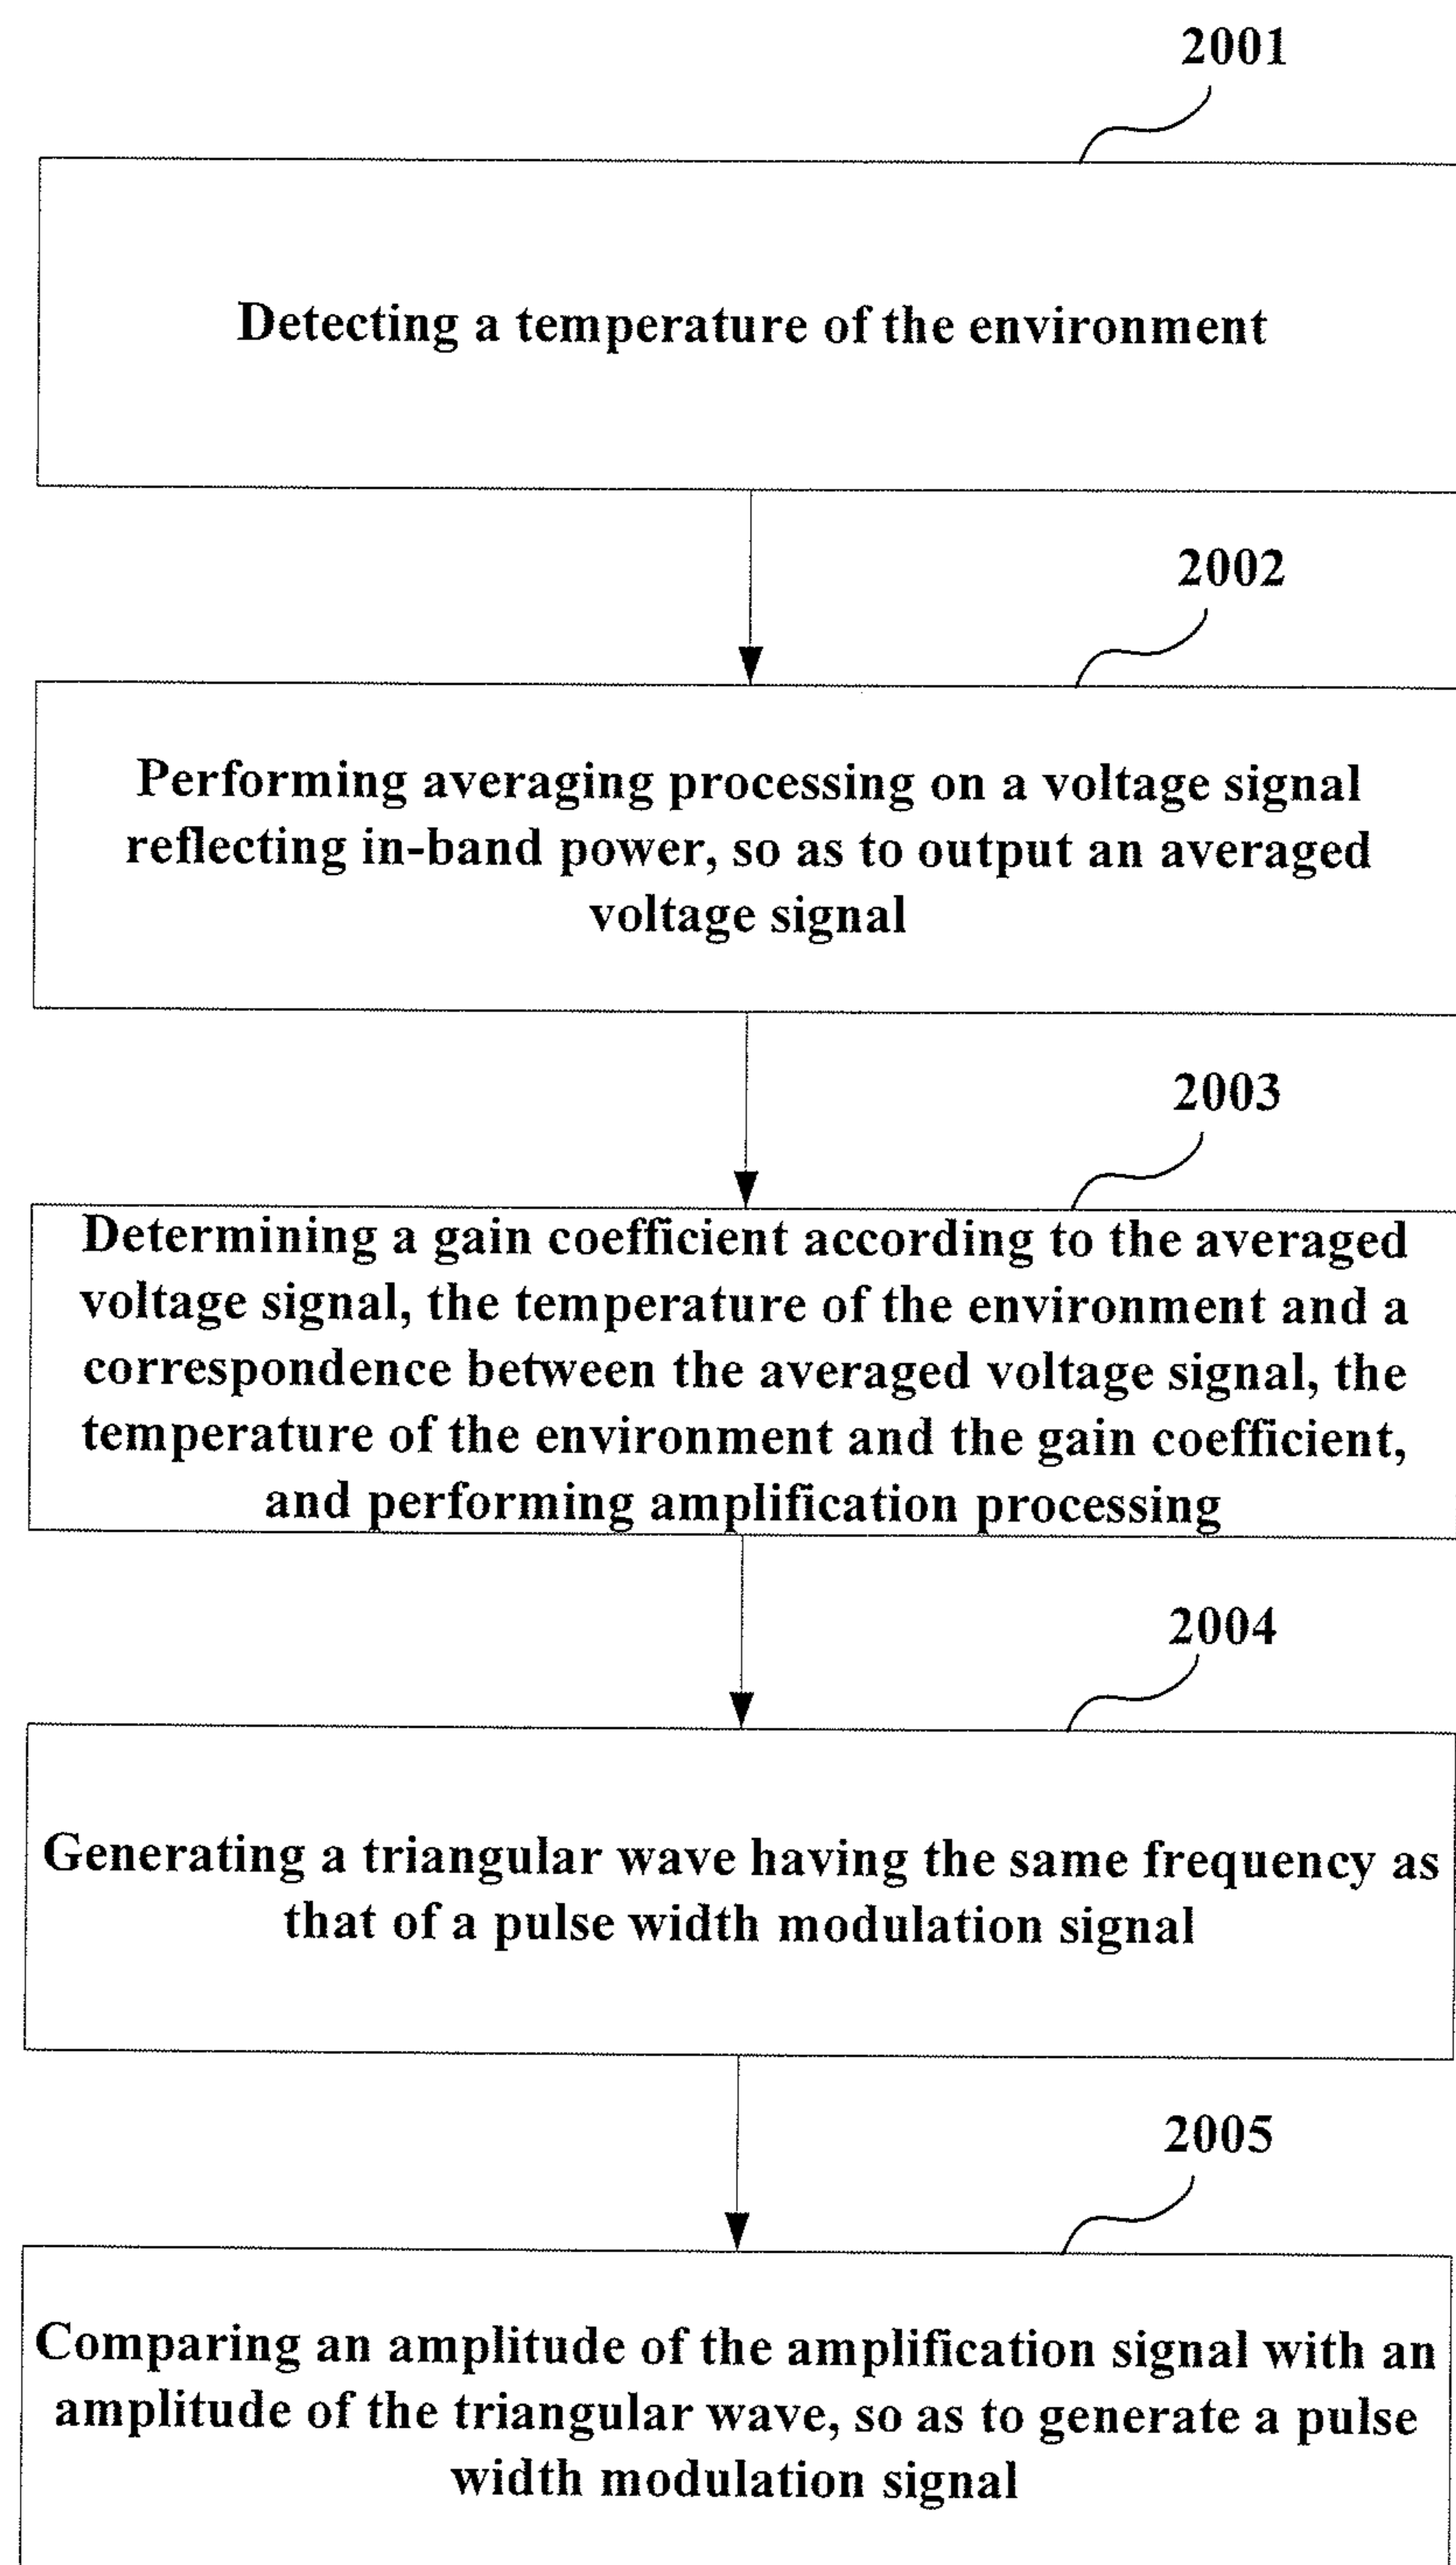 2001
Detecting a temperature of the environment
2002
Performing averaging processing on a voltage signal
reflecting in-band power, so as to output an averaged
voltage signal
2003
Determining a gain coefficient according to the averaged
voltage signal, the temperature of the environment and a
correspondence between the averaged voltage signal, the
temperature of the environment and the gain coefficient,
and performing amplification processing
2004
Generating a triangular wave having the same frequency as
that of a pulse width modulation signal
2005
Comparing an amplitude of the amplification signal with an
amplitude of the triangular wave, so as to generate a pulse
width modulation signal